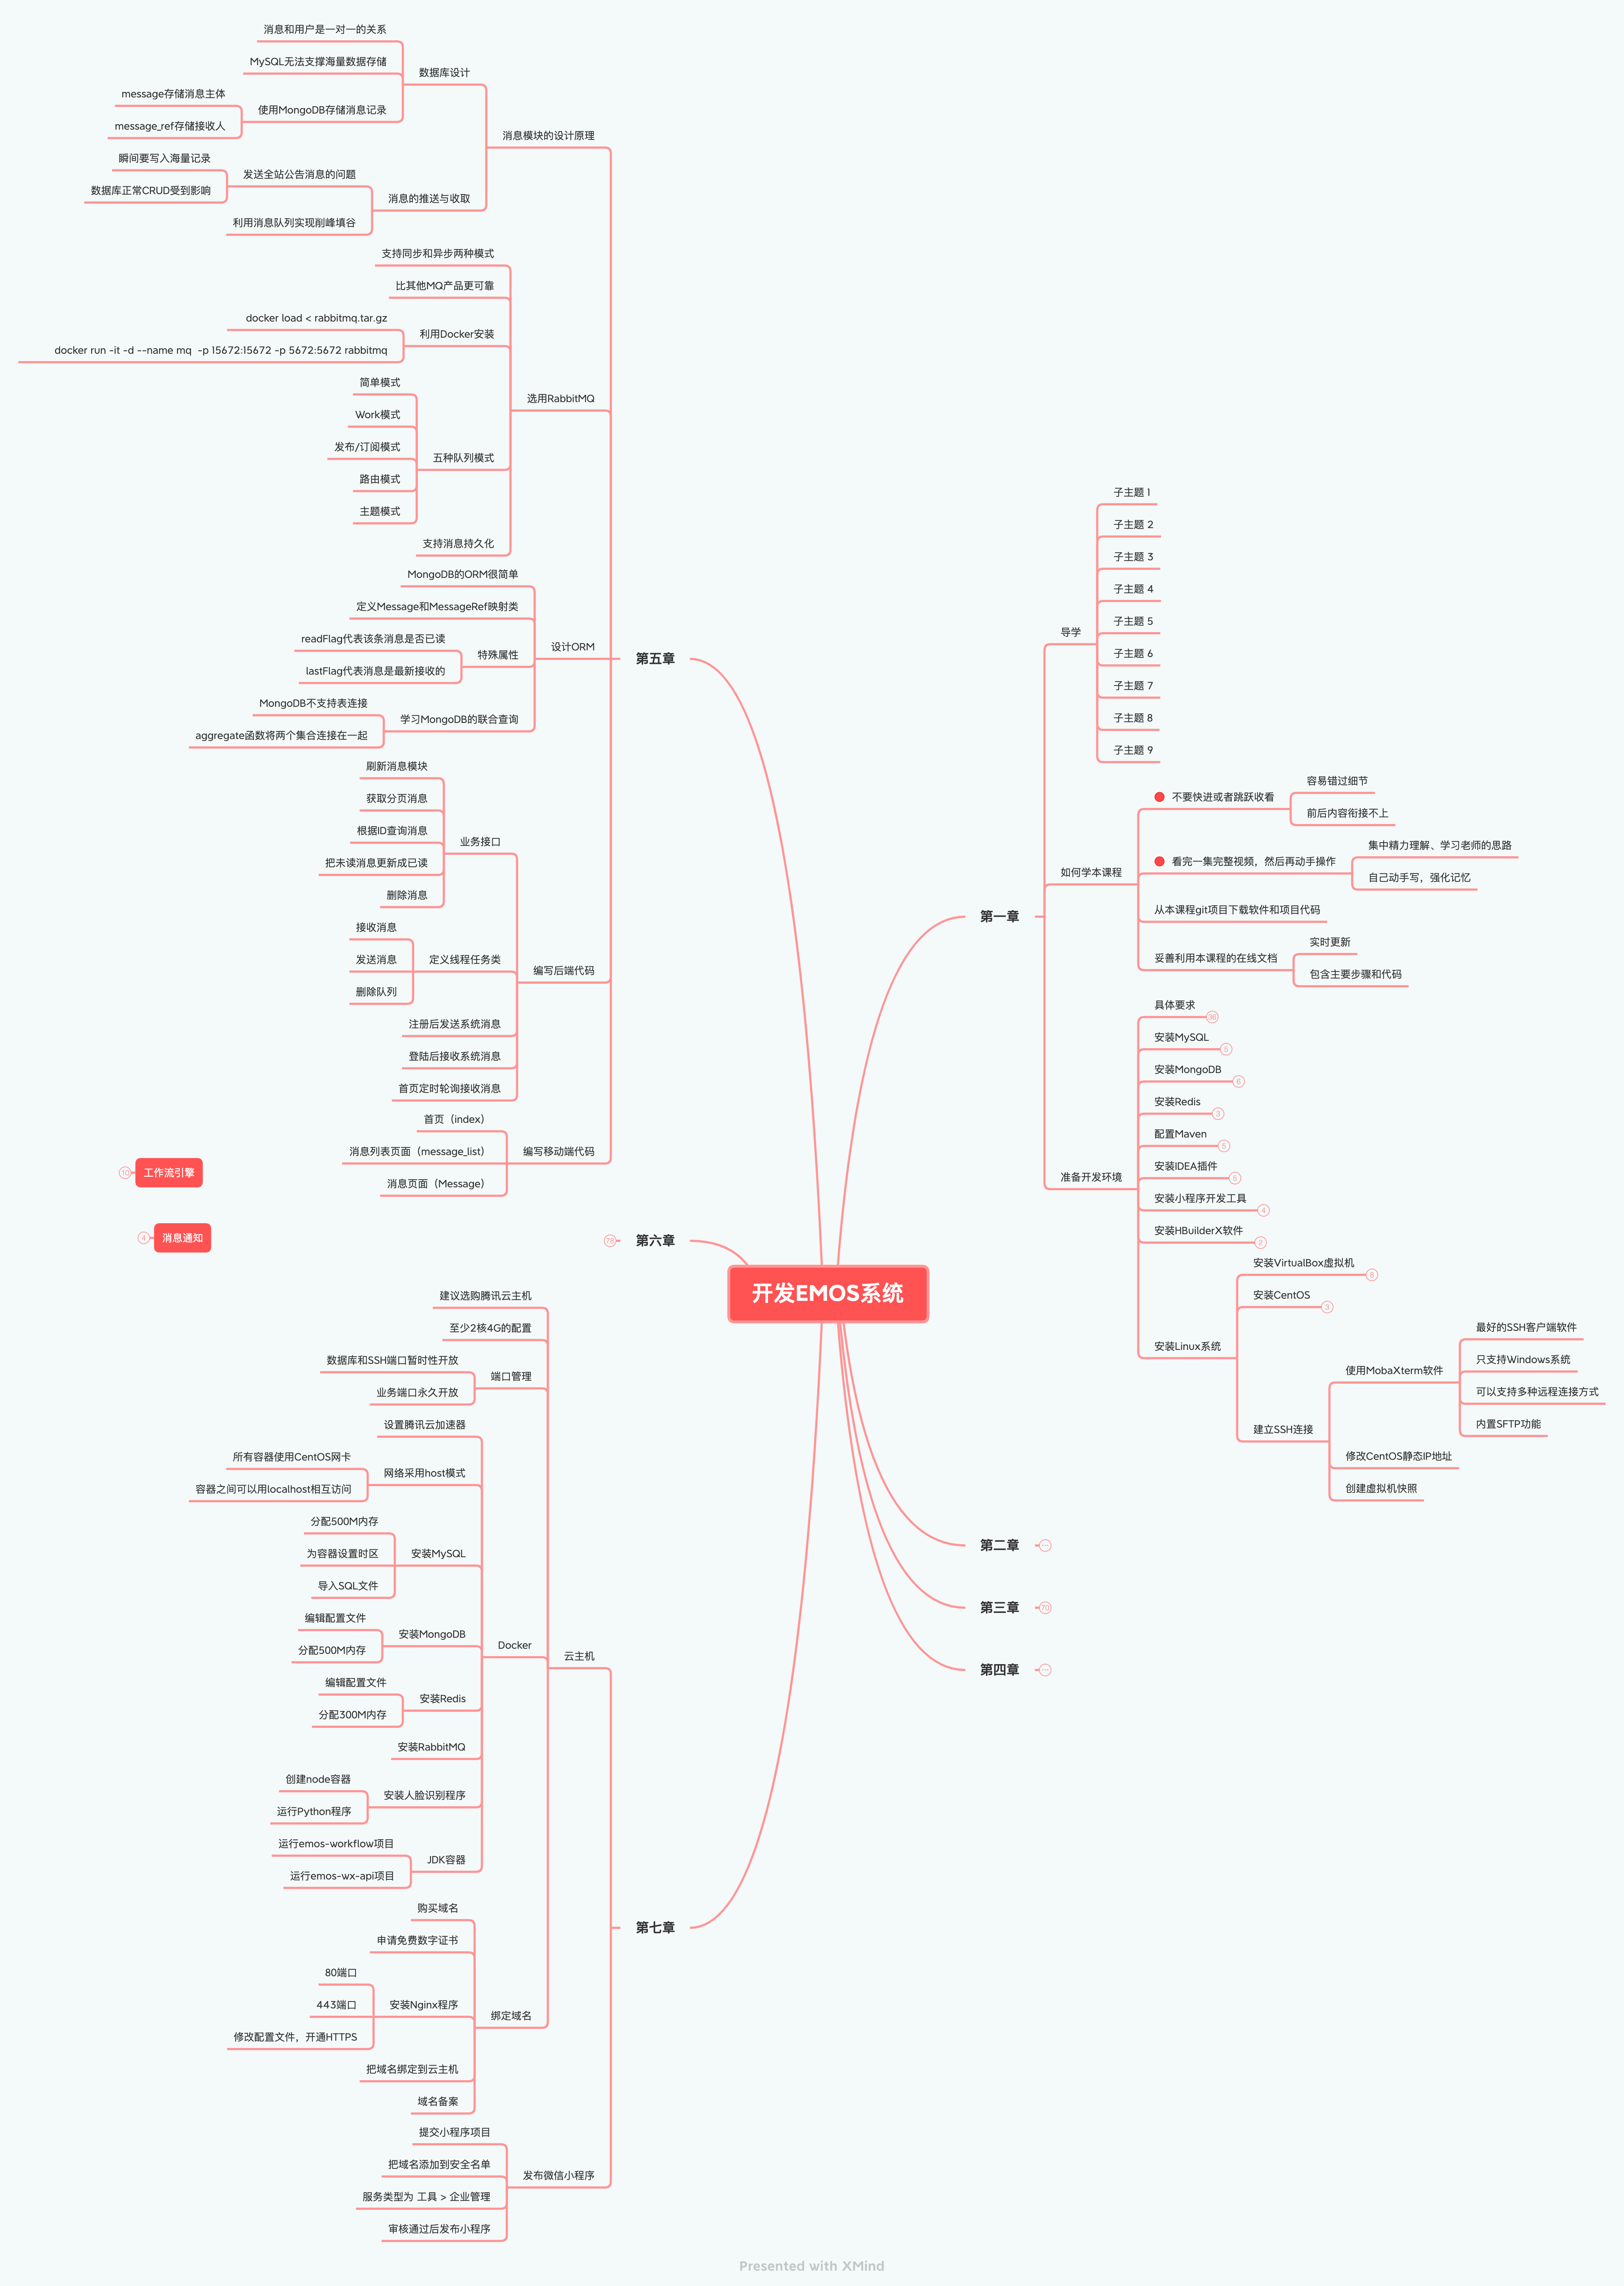 开发EMOS系统
第一章
导学
子主题 1
子主题 2
子主题 3
子主题 4
子主题 5
子主题 6
子主题 7
子主题 8
子主题 9
如何学本课程
不要快进或者跳跃收看
容易错过细节
前后内容衔接不上
看完一集完整视频，然后再动手操作
集中精力理解、学习老师的思路
自己动手写，强化记忆
从本课程git项目下载软件和项目代码
妥善利用本课程的在线文档
实时更新
包含主要步骤和代码
准备开发环境
具体要求
36
安装MySQL
5
安装MongoDB
6
安装Redis
3
配置Maven
5
安装IDEA插件
5
安装小程序开发工具
4
安装HBuilderX软件
2
安装Linux系统
安装VirtualBox虚拟机
8
安装CentOS
3
建立SSH连接
使用MobaXterm软件
最好的SSH客户端软件
只支持Windows系统
可以支持多种远程连接方式
内置SFTP功能
修改CentOS静态IP地址
创建虚拟机快照
第二章
...
第三章
70
第四章
...
第五章
消息模块的设计原理
数据库设计
消息和用户是一对一的关系
MySQL无法支撑海量数据存储
使用MongoDB存储消息记录
message存储消息主体
message_ref存储接收人
消息的推送与收取
发送全站公告消息的问题
瞬间要写入海量记录
数据库正常CRUD受到影响
利用消息队列实现削峰填谷
选用RabbitMQ
支持同步和异步两种模式
比其他MQ产品更可靠
利用Docker安装
docker load < rabbitmq.tar.gz
docker run -it -d --name mq  -p 15672:15672 -p 5672:5672 rabbitmq
五种队列模式
简单模式
Work模式
发布/订阅模式
路由模式
主题模式
支持消息持久化
设计ORM
MongoDB的ORM很简单
定义Message和MessageRef映射类
特殊属性
readFlag代表该条消息是否已读
lastFlag代表消息是最新接收的
学习MongoDB的联合查询
MongoDB不支持表连接
aggregate函数将两个集合连接在一起
编写后端代码
业务接口
刷新消息模块
获取分页消息
根据ID查询消息
把未读消息更新成已读
删除消息
定义线程任务类
接收消息
发送消息
删除队列
注册后发送系统消息
登陆后接收系统消息
首页定时轮询接收消息
编写移动端代码
首页（index）
消息列表页面（message_list）
消息页面（Message）
第六章
78
第七章
云主机
建议选购腾讯云主机
至少2核4G的配置
端口管理
数据库和SSH端口暂时性开放
业务端口永久开放
Docker
设置腾讯云加速器
网络采用host模式
所有容器使用CentOS网卡
容器之间可以用localhost相互访问
安装MySQL
分配500M内存
为容器设置时区
导入SQL文件
安装MongoDB
编辑配置文件
分配500M内存
安装Redis
编辑配置文件
分配300M内存
安装RabbitMQ
安装人脸识别程序
创建node容器
运行Python程序
JDK容器
运行emos-workflow项目
运行emos-wx-api项目
绑定域名
购买域名
申请免费数字证书
安装Nginx程序
80端口
443端口
修改配置文件，开通HTTPS
把域名绑定到云主机
域名备案
发布微信小程序
提交小程序项目
把域名添加到安全名单
服务类型为 工具 > 企业管理
审核通过后发布小程序
工作流引擎
10
消息通知
4
Presented with XMind